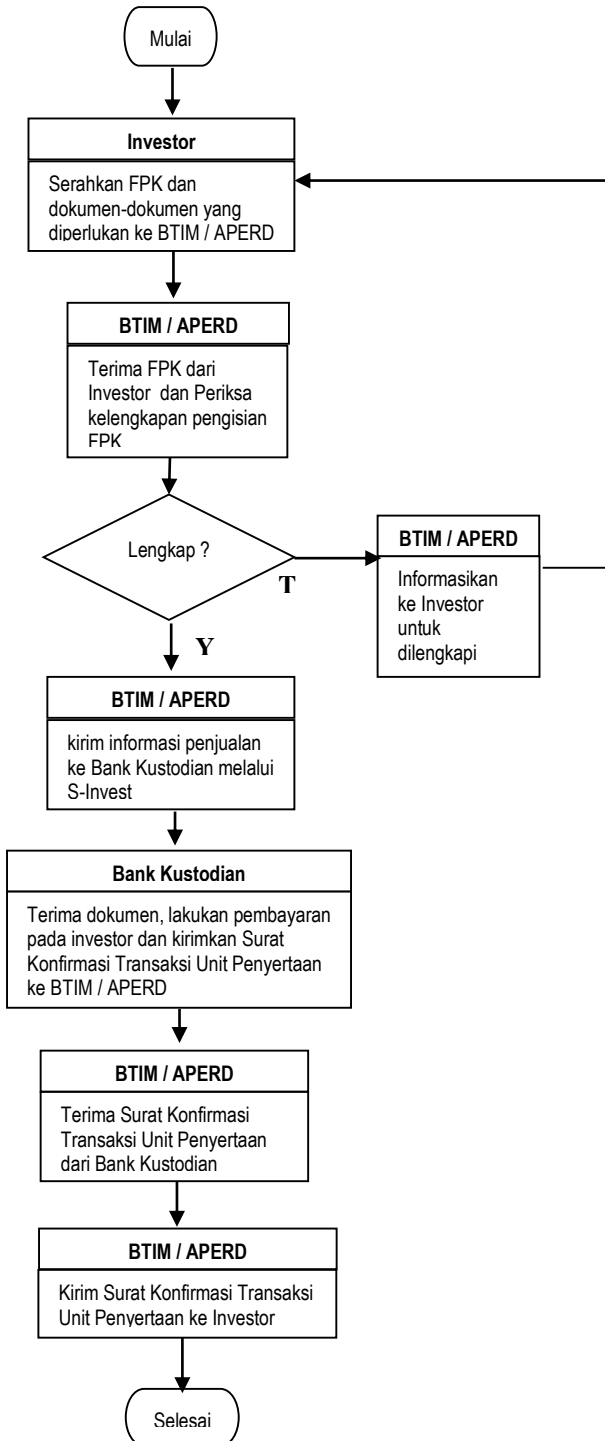 Mulai
Investor
Serahkan FPK dan
dokumen-dokumen yang
diperlukan ke BTIM / APERD
BTIM / APERD
Terima FPK dari
Investor dan Periksa
kelengkapan pengisian
FPK
Lengkap ?
T
BTIM / APERD
Informasikan
ke Investor
untuk
dilengkapi
Y
BTIM / APERD
kirim informasi penjualan
ke Bank Kustodian melalui
S-Invest
Bank Kustodian
Terima dokumen, lakukan pembayaran
pada investor dan kirimkan Surat
Konfirmasi Transaksi Unit Penyertaan
ke BTIM / APERD
BTIM / APERD
Terima Surat Konfirmasi
Transaksi Unit Penyertaan
dari Bank Kustodian
BTIM / APERD
Kirim Surat Konfirmasi Transaksi
Unit Penyertaan ke Investor
Selesai